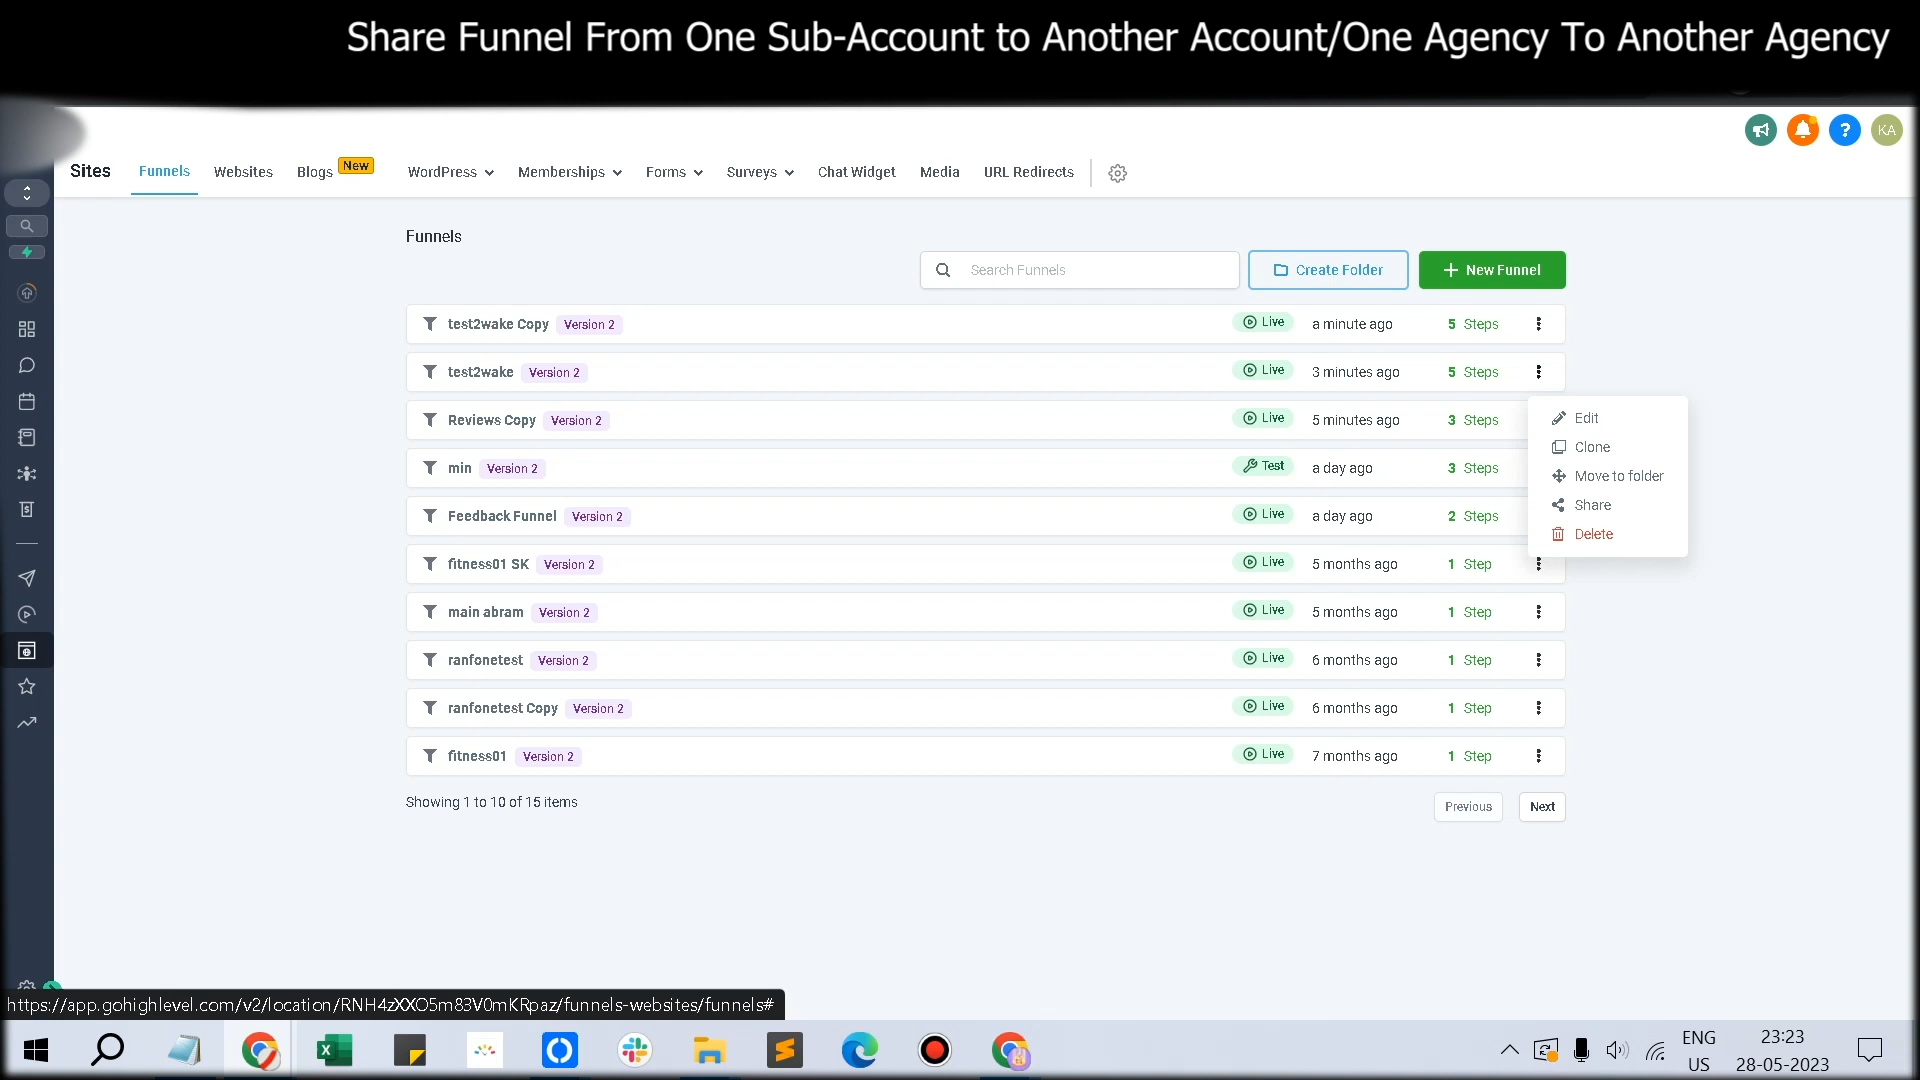 Share Funnel From One Sub-Account to Another Account/One Agency To Another Agency
KA
Sites Funnels Websites Blogs New WordPress Memberships Forms Surveys Chat Widget Media URL Redirects
Funnels
Search Funnels Create Folder New Funnel
test2wake Copy Version 2 Live a minute ago 5 Steps
test2wake Version 2 Live 3 minutes ago 5 Steps
Reviews Copy Version 2 Live 5 minutes ago 3 Steps
min Version 2 Test a day ago 3 Steps
Feedback Funnel Version 2 Live a day ago 2 Steps
fitness01 SK Version 2 Live 5 months ago 1 Step
main abram Version 2 Live 5 months ago 1 Step
ranfonetest Version 2 Live 6 months ago 1 Step
ranfonetest Copy Version 2 Live 6 months ago 1 Step
fitness01 Version 2 Live 7 months ago 1 Step
Edit
Clone
Move to folder
Share
Delete
Showing 1 to 10 of 15 items Previous Next
https://app.gohighlevel.com/v2/location/RNH4zXXO5m83V0mKRpaz/funnels-websites/funnels#
ENG 23:23
US 28-05-2023